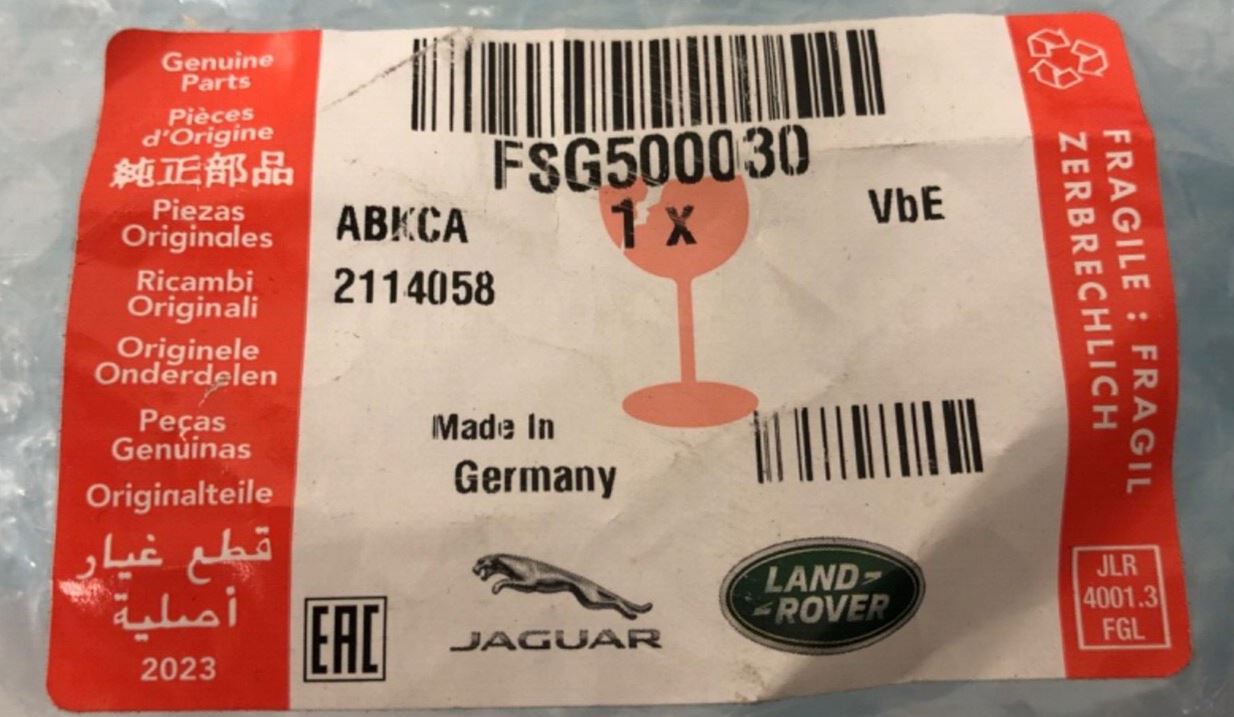 Genuine
Parts
Pièces
d'Origine
純正部品
Piezas
Originales
Ricambi
Originali
Originele
Onderdelen
Peças
Genuinas
Originalteile
قطع غيار
أصلية
2023
FSG500030
ABKCA
1 x
VbE
2114058
Made In
Germany
EAC
JAGUAR
LAND-
-ROVER
FRAGILE : FRAGIL
ZERBRECHLICH
JLR
4001.3
FGL